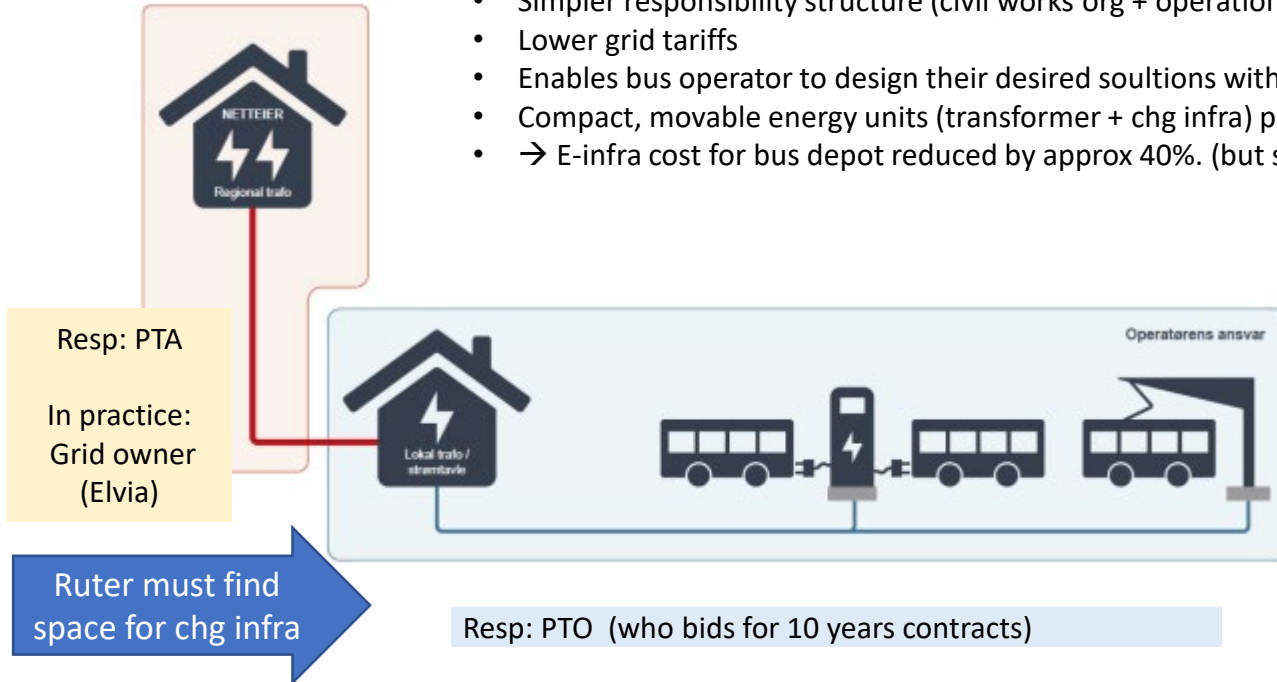 • Simpler responsibility structure (civil works org + operation
• Lower grid tariffs
• Enables bus operator to design their desired soultions with
• Compact, movable energy units (transformer + chg infra) p
• → E-infra cost for bus depot reduced by approx 40%. (but s
NETTEIER
Regional trafo
Resp: PTA
In practice:
Grid owner
(Elvia)
Operatørens ansvar
Lokal trafo /
strømtavle
Ruter must find
space for chg infra
Resp: PTO (who bids for 10 years contracts)